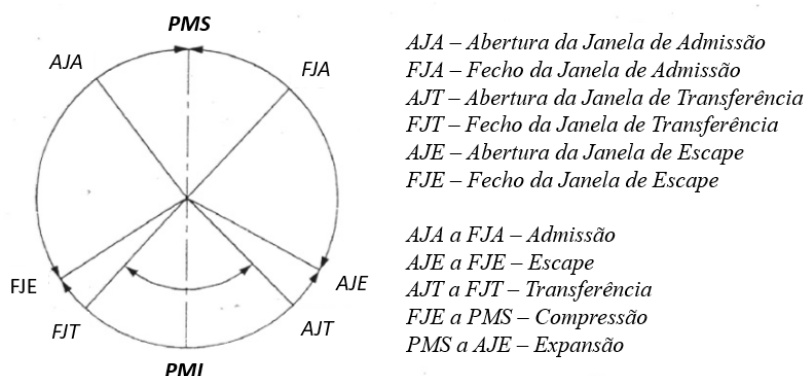 PMS
AJA
FJA
FJE
AJE
FJT
AJT
PMI
AJA – Abertura da Janela de Admissão
FJA – Fecho da Janela de Admissão
AJT – Abertura da Janela de Transferência
FJT – Fecho da Janela de Transferência
AJE – Abertura da Janela de Escape
FJE – Fecho da Janela de Escape
AJA a FJA – Admissão
AJE a FJE – Escape
AJT a FJT – Transferência
FJE a PMS – Compressão
PMS a AJE – Expansão